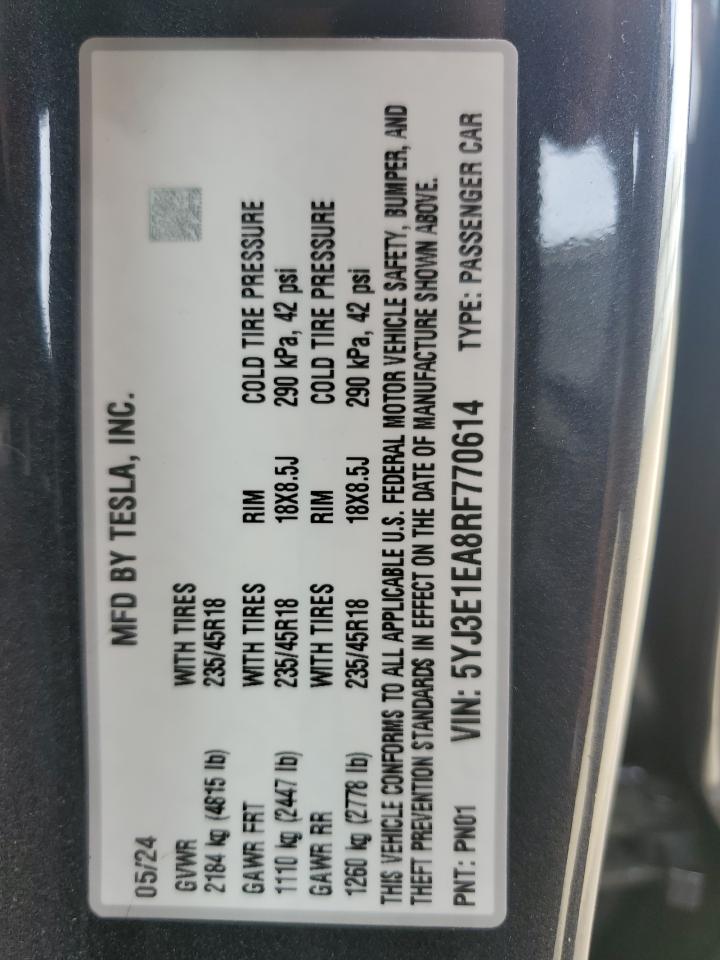 MFD BY TESLA, INC.
05/24
GVWR WITH TIRES
2184 kg (4815 lb) 235/45R18
GAWR FRT WITH TIRES RIM COLD TIRE PRESSURE
1110 kg (2447 lb) 235/45R18 18X8.5J 290 kPa, 42 psi
GAWR RR WITH TIRES RIM COLD TIRE PRESSURE
1260 kg (2778 lb) 235/45R18 18X8.5J 290 kPa, 42 psi
THIS VEHICLE CONFORMS TO ALL APPLICABLE U.S. FEDERAL MOTOR VEHICLE SAFETY, BUMPER, AND
THEFT PREVENTION STANDARDS IN EFFECT ON THE DATE OF MANUFACTURE SHOWN ABOVE.
PNT: PN01 VIN: 5YJ3E1EA8RF770614 TYPE: PASSENGER CAR